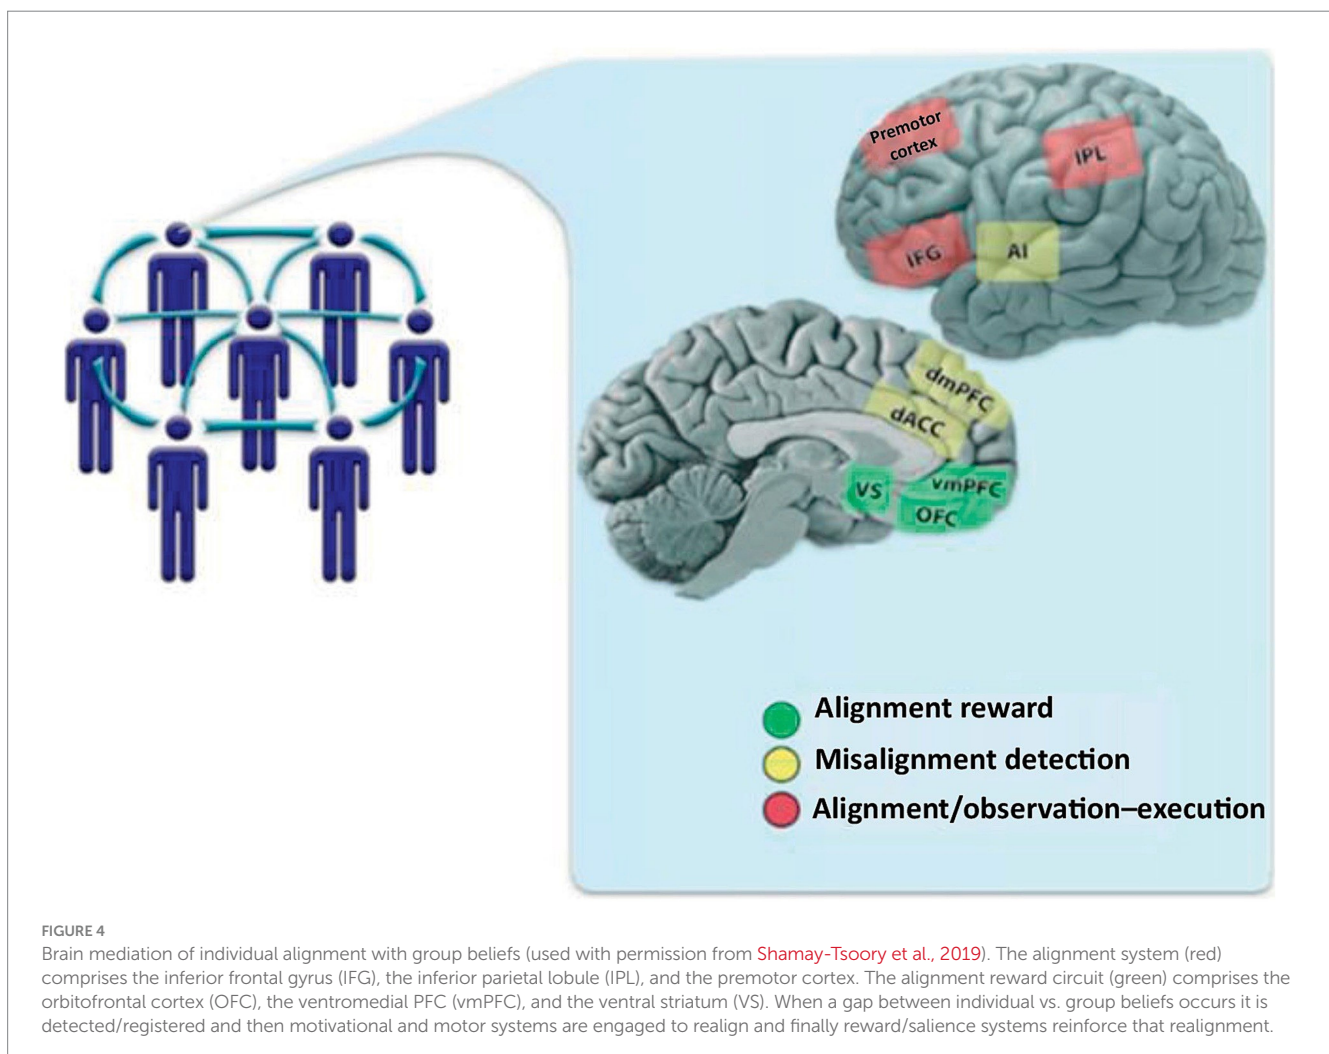 Premotor
cortex
IPL
IFG
AI
dmPFC
dACC
VS
vmPFC
OFC
Alignment reward
Misalignment detection
Alignment/observation–execution
FIGURE 4
Brain mediation of individual alignment with group beliefs (used with permission from Shamay-Tsoory et al., 2019). The alignment system (red)
comprises the inferior frontal gyrus (IFG), the inferior parietal lobule (IPL), and the premotor cortex. The alignment reward circuit (green) comprises the
orbitofrontal cortex (OFC), the ventromedial PFC (vmPFC), and the ventral striatum (VS). When a gap between individual vs. group beliefs occurs it is
detected/registered and then motivational and motor systems are engaged to realign and finally reward/salience systems reinforce that realignment.